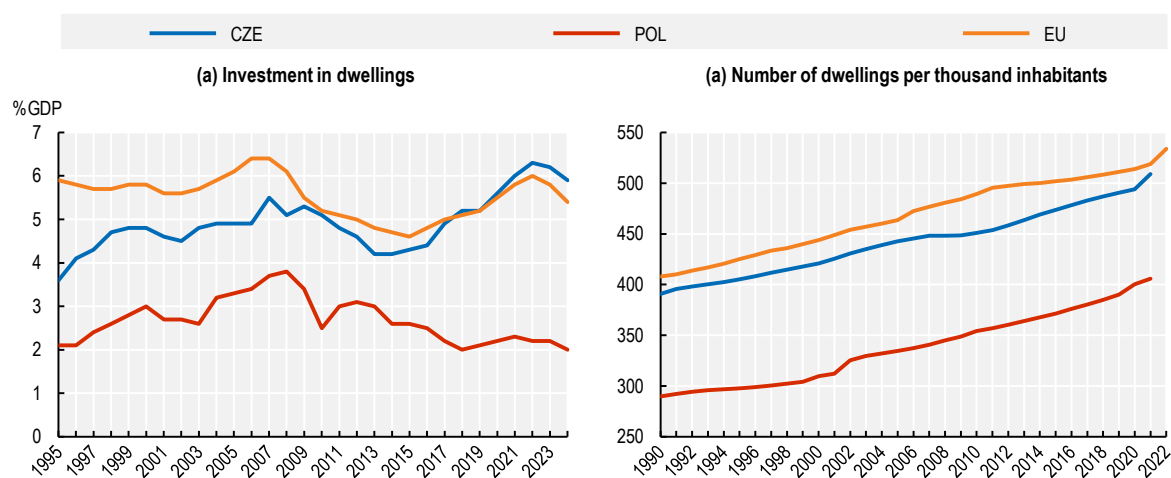 CZE
POL
EU
(a) Investment in dwellings
%GDP
7
6
5
4
3
2
1
0
1995 1997 1999 2001 2003 2005 2007 2009 2011 2013 2015 2017 2019 2021 2023
(a) Number of dwellings per thousand inhabitants
550
500
450
400
350
300
250
1990 1992 1994 1996 1998 2000 2002 2004 2006 2008 2010 2012 2014 2016 2018 2020 2022